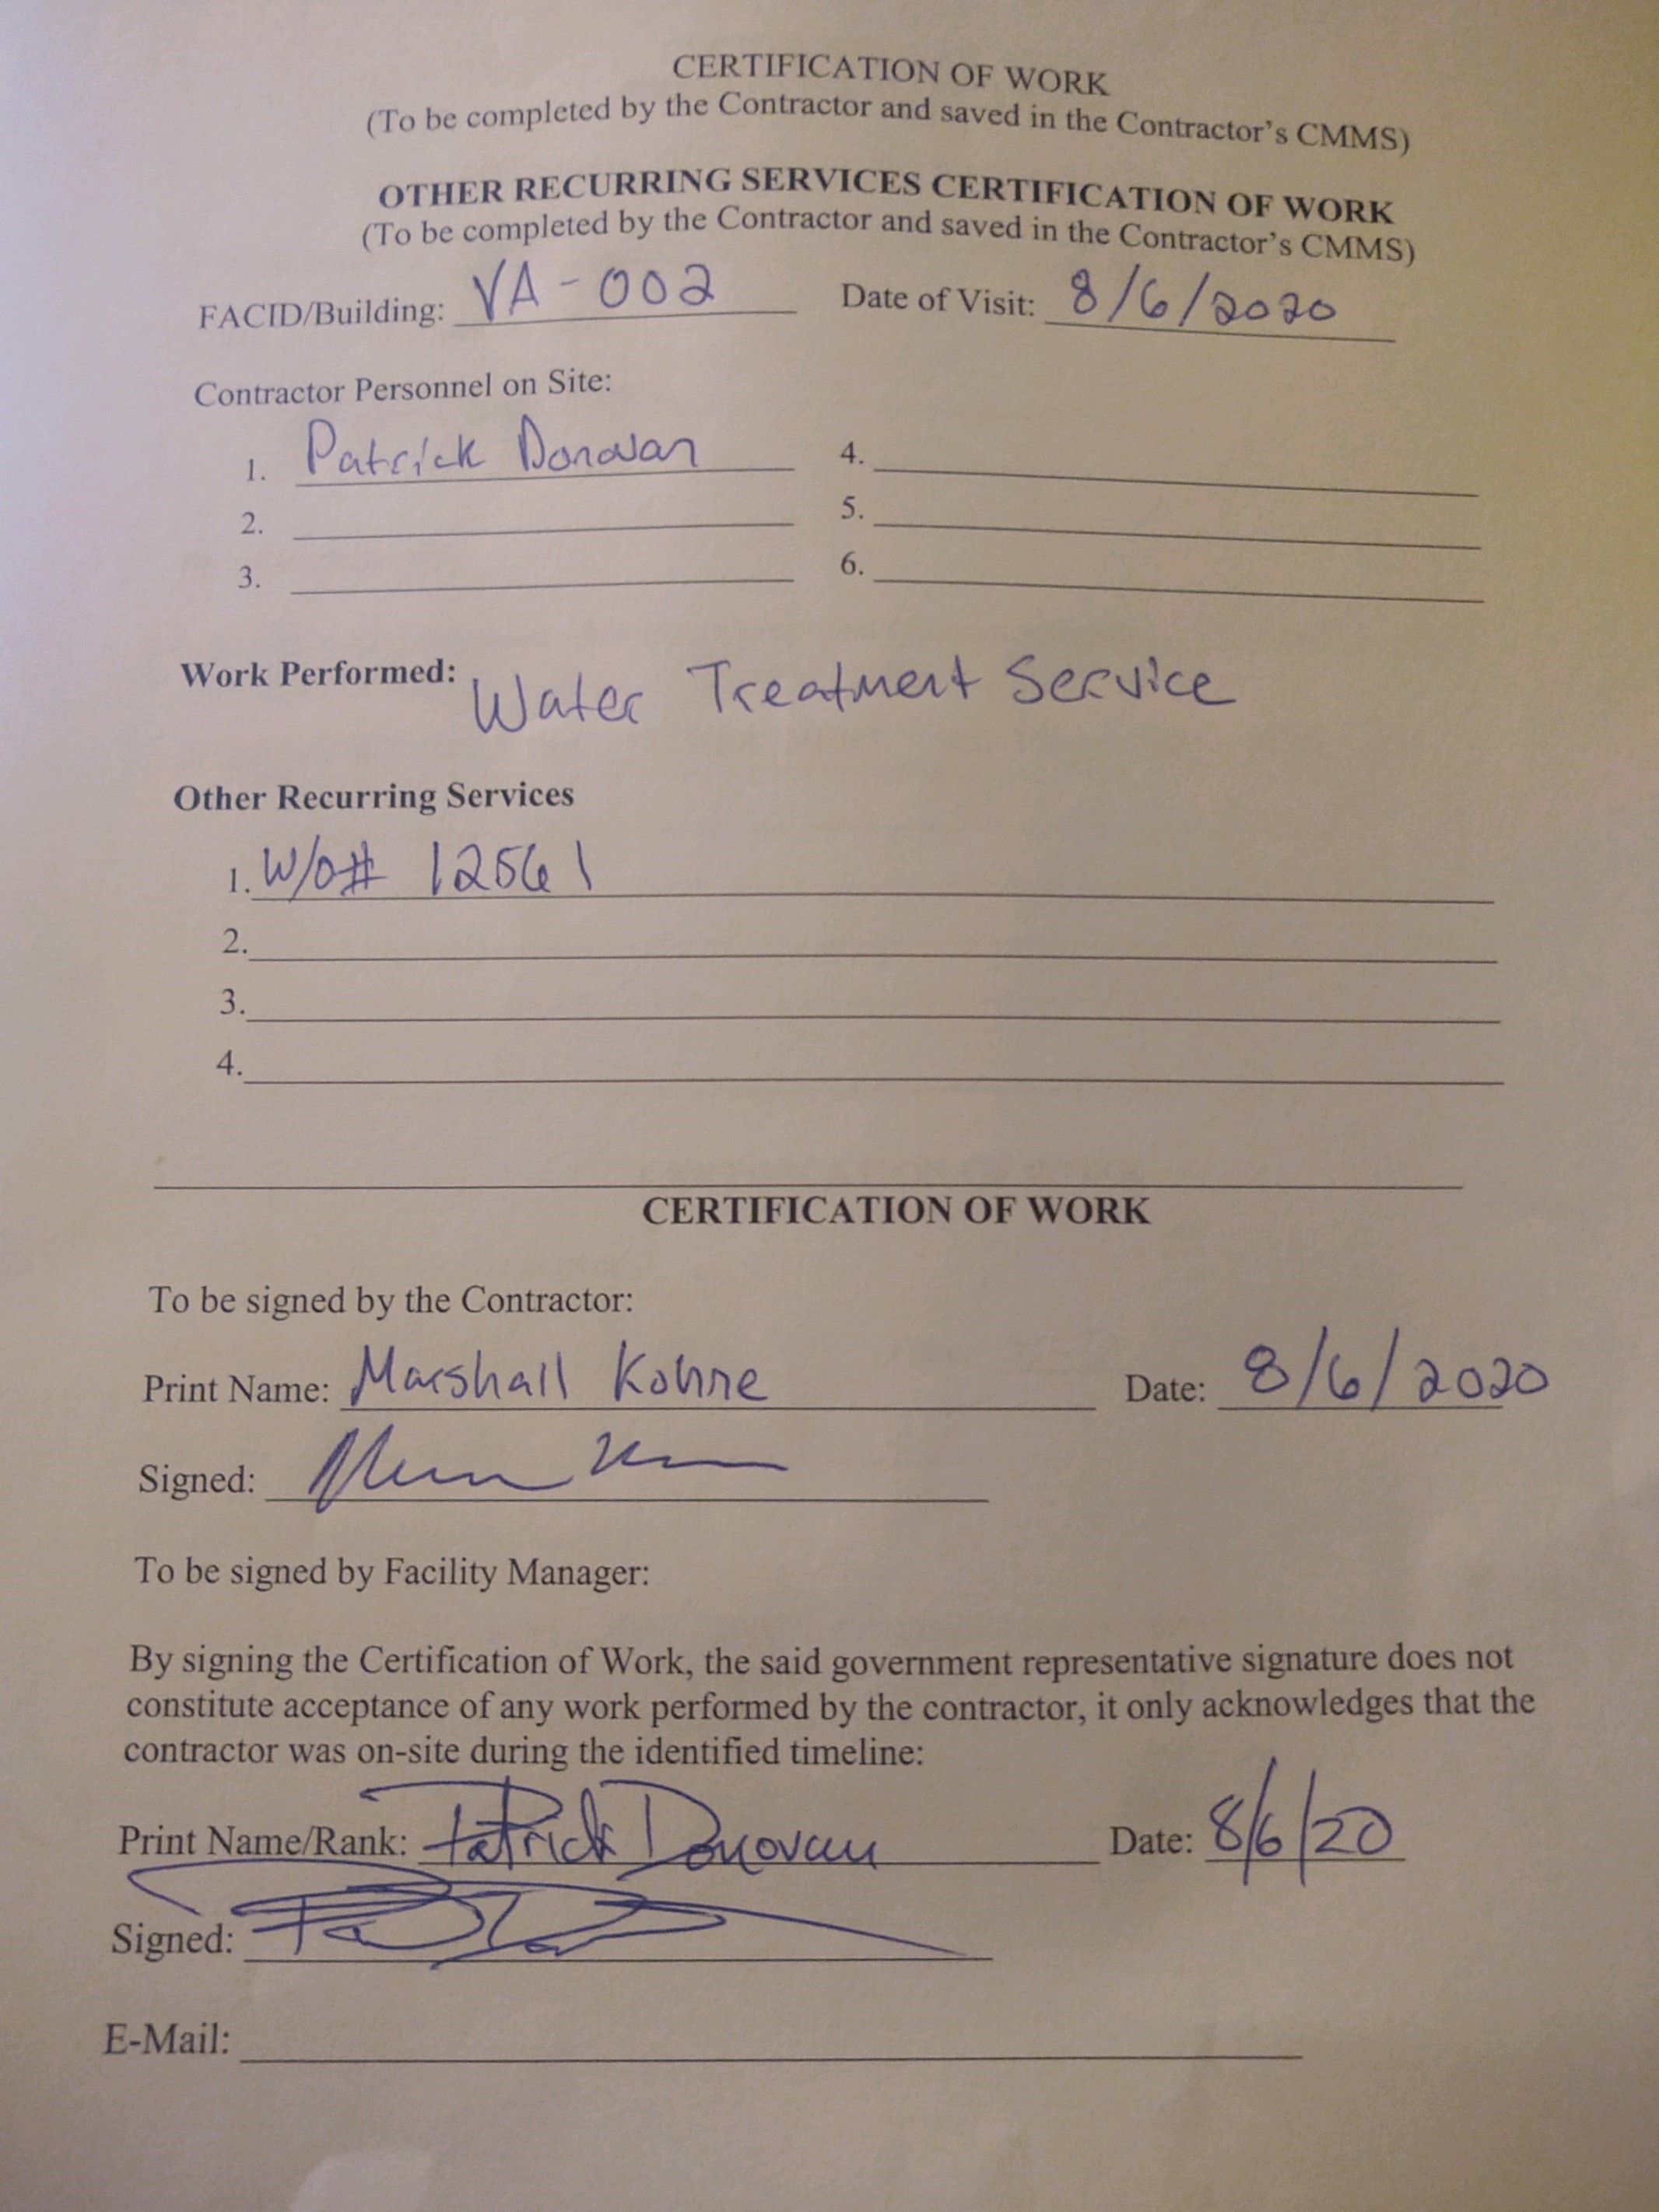 CERTIFICATION OF WORK
(To be completed by the Contractor and saved in the Contractor's CMMS)
OTHER RECURRING SERVICES CERTIFICATION OF WORK
(To be completed by the Contractor and saved in the Contractor's CMMS)
FACID/Building: VA-002 Date of Visit: 8/6/2020
Contractor Personnel on Site:
1. Patrick Donovan 4.
2. 5.
3. 6.
Work Performed: Water Treatment Service
Other Recurring Services
1. W/O# 12561
2.
3.
4.
CERTIFICATION OF WORK
To be signed by the Contractor:
Print Name: Marshall Kohne Date: 8/6/2020
Signed:
To be signed by Facility Manager:
By signing the Certification of Work, the said government representative signature does not
constitute acceptance of any work performed by the contractor, it only acknowledges that the
contractor was on-site during the identified timeline:
Print Name/Rank: Patrick Donovan Date: 8/6/20
Signed:
E-Mail: